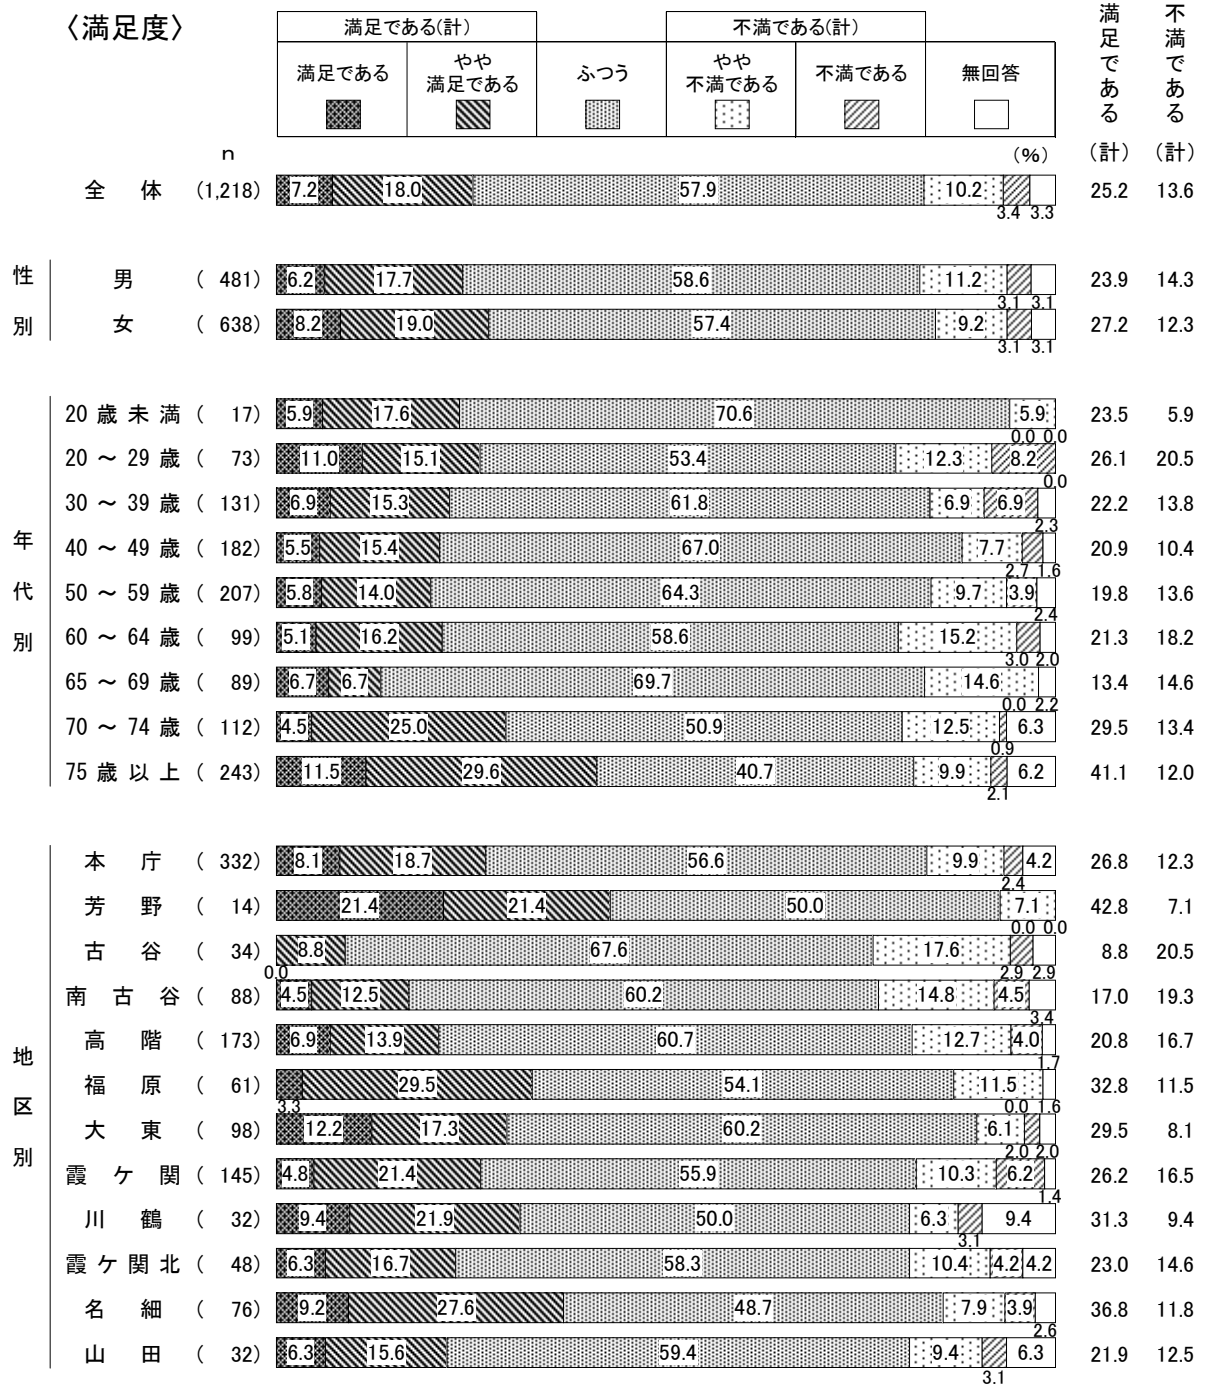 〈満足度〉
満足である(計) 不満である(計)
満足である やや満足である ふつう やや不満である 不満である 無回答
満足である(計) 不満である(計)
n (%)
全体 (1,218) 7.2 18.0 57.9 10.2 3.4 3.3 25.2 13.6
性別
男 ( 481) 6.2 17.7 58.6 11.2 3.1 3.1 23.9 14.3
女 ( 638) 8.2 19.0 57.4 9.2 3.1 3.1 27.2 12.3
年代別
20歳未満 ( 17) 5.9 17.6 70.6 5.9 0.0 0.0 23.5 5.9
20～29歳 ( 73) 11.0 15.1 53.4 12.3 8.2 0.0 26.1 20.5
30～39歳 ( 131) 6.9 15.3 61.8 6.9 6.9 2.3 22.2 13.8
40～49歳 ( 182) 5.5 15.4 67.0 7.7 2.7 1.6 20.9 10.4
50～59歳 ( 207) 5.8 14.0 64.3 9.7 3.9 2.4 19.8 13.6
60～64歳 ( 99) 5.1 16.2 58.6 15.2 3.0 2.0 21.3 18.2
65～69歳 ( 89) 6.7 6.7 69.7 14.6 0.0 2.2 13.4 14.6
70～74歳 ( 112) 4.5 25.0 50.9 12.5 0.9 6.3 29.5 13.4
75歳以上 ( 243) 11.5 29.6 40.7 9.9 2.1 6.2 41.1 12.0
地区別
本庁 ( 332) 8.1 18.7 56.6 9.9 2.4 4.2 26.8 12.3
芳野 ( 14) 21.4 21.4 50.0 7.1 0.0 0.0 42.8 7.1
古谷 ( 34) 0.0 8.8 67.6 17.6 2.9 2.9 8.8 20.5
南古谷 ( 88) 4.5 12.5 60.2 14.8 4.5 3.4 17.0 19.3
高階 ( 173) 6.9 13.9 60.7 12.7 4.0 1.7 20.8 16.7
福原 ( 61) 3.3 29.5 54.1 11.5 0.0 1.6 32.8 11.5
大東 ( 98) 12.2 17.3 60.2 6.1 2.0 2.0 29.5 8.1
霞ケ関 ( 145) 4.8 21.4 55.9 10.3 6.2 1.4 26.2 16.5
川鶴 ( 32) 9.4 21.9 50.0 6.3 3.1 9.4 31.3 9.4
霞ケ関北 ( 48) 6.3 16.7 58.3 10.4 4.2 4.2 23.0 14.6
名細 ( 76) 9.2 27.6 48.7 7.9 3.9 2.6 36.8 11.8
山田 ( 32) 6.3 15.6 59.4 9.4 3.1 6.3 21.9 12.5